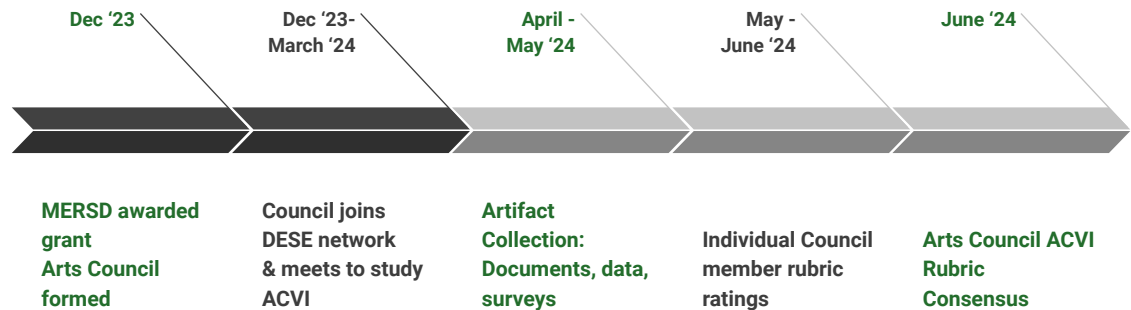 Dec ‘23
Dec ‘23-
March ‘24
April -
May ‘24
May -
June ‘24
June ‘24
MERSD awarded
grant
Arts Council
formed
Council joins
DESE network
& meets to study
ACVI
Artifact
Collection:
Documents, data,
surveys
Individual Council
member rubric
ratings
Arts Council ACVI
Rubric
Consensus